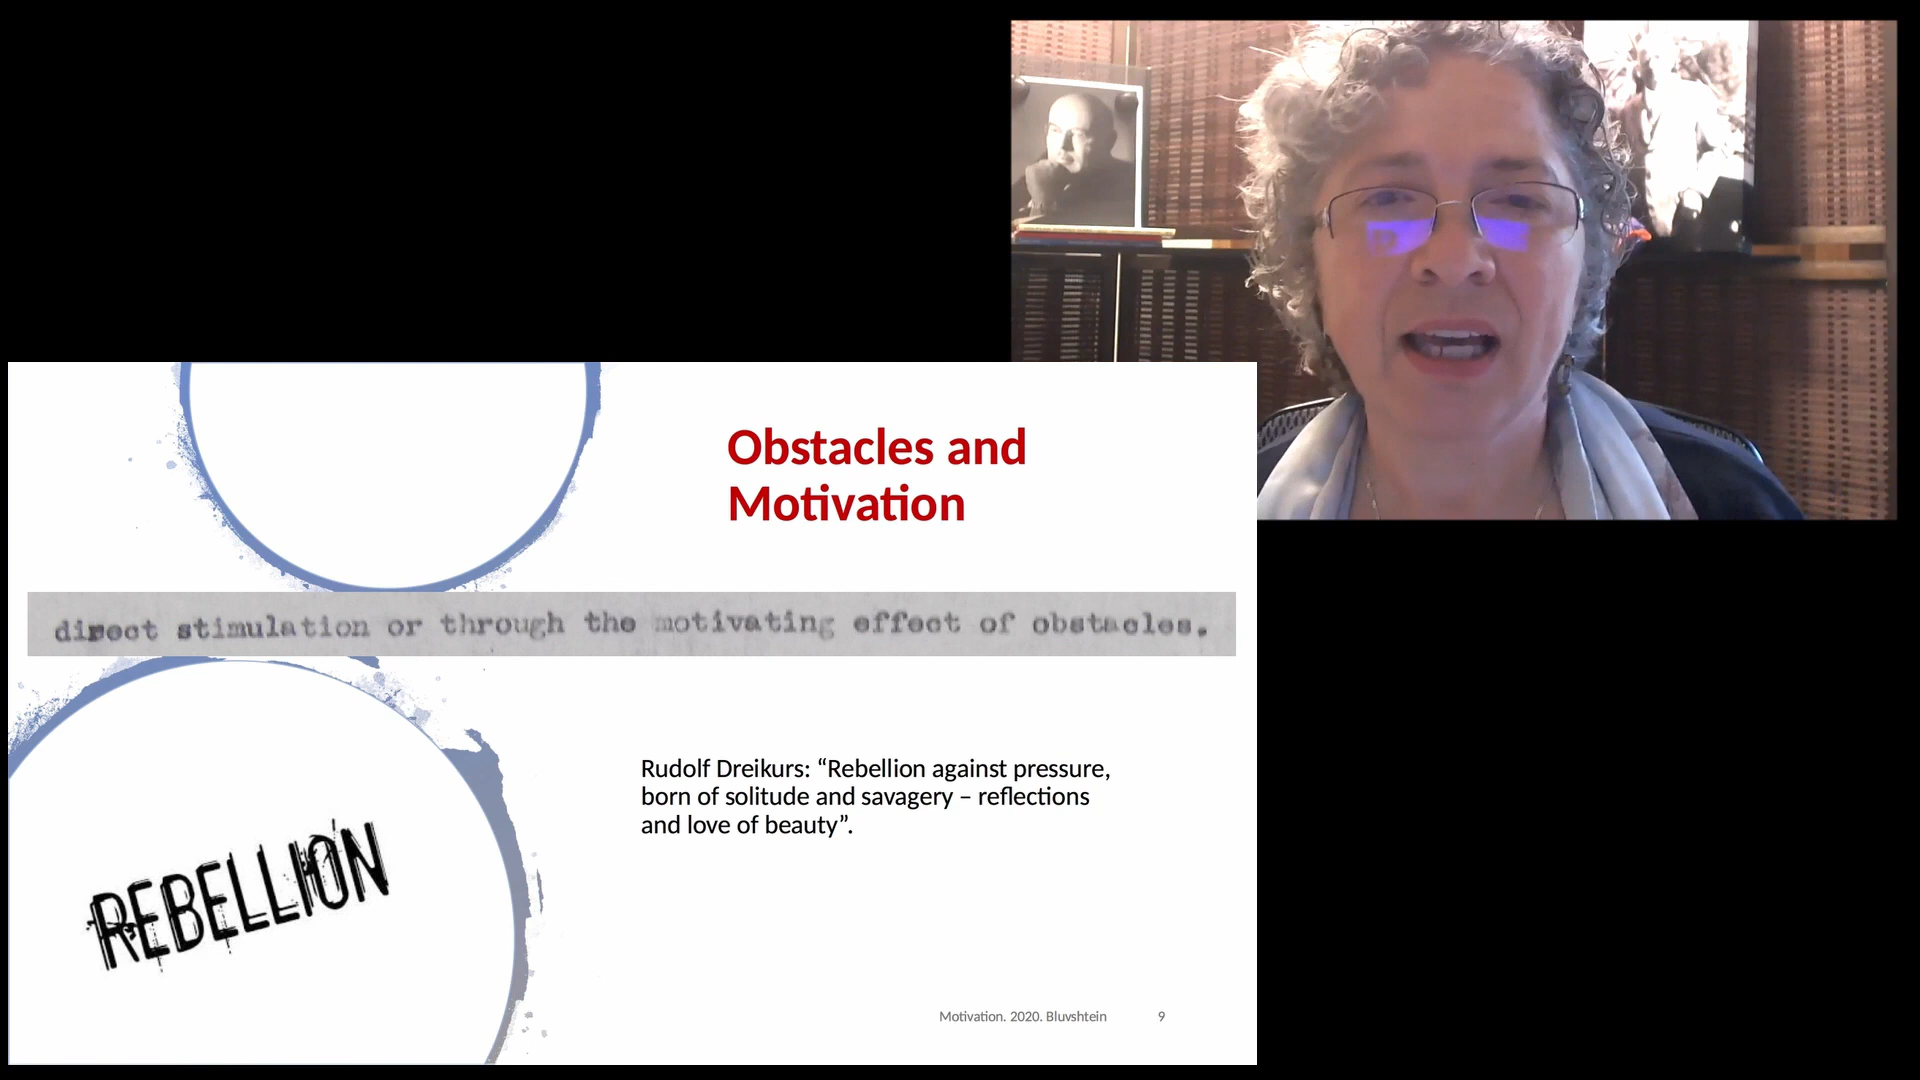 Obstacles and
Motivation
direct stimulation or through the motivating effect of obstacles.
Rudolf Dreikurs: “Rebellion against pressure,
born of solitude and savagery – reflections
and love of beauty”.
REBELLION
Motivation. 2020. Bluvshtein 9